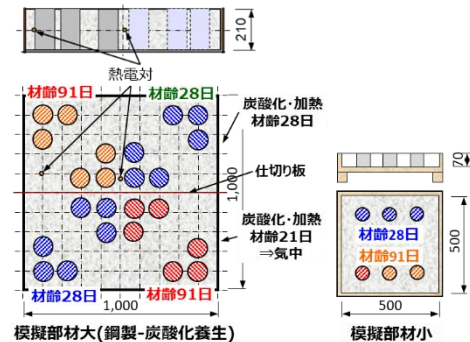 210
熱電対
材齢91日
材齢28日
炭酸化･加熱
材齢28日
仕切り板
1,000
炭酸化･加熱
材齢21日
⇒気中
材齢28日
材齢91日
1,000
模擬部材大(鋼製-炭酸化養生)
70
材齢28日
材齢91日
500
500
模擬部材小